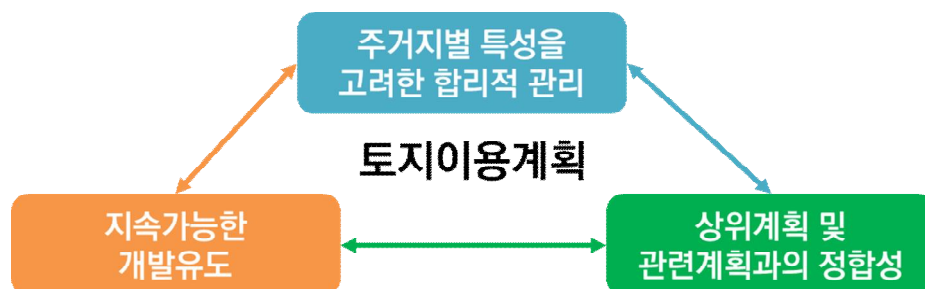 주거지별 특성을
고려한 합리적 관리
토지이용계획
지속가능한
개발유도
상위계획 및
관련계획과의 정합성